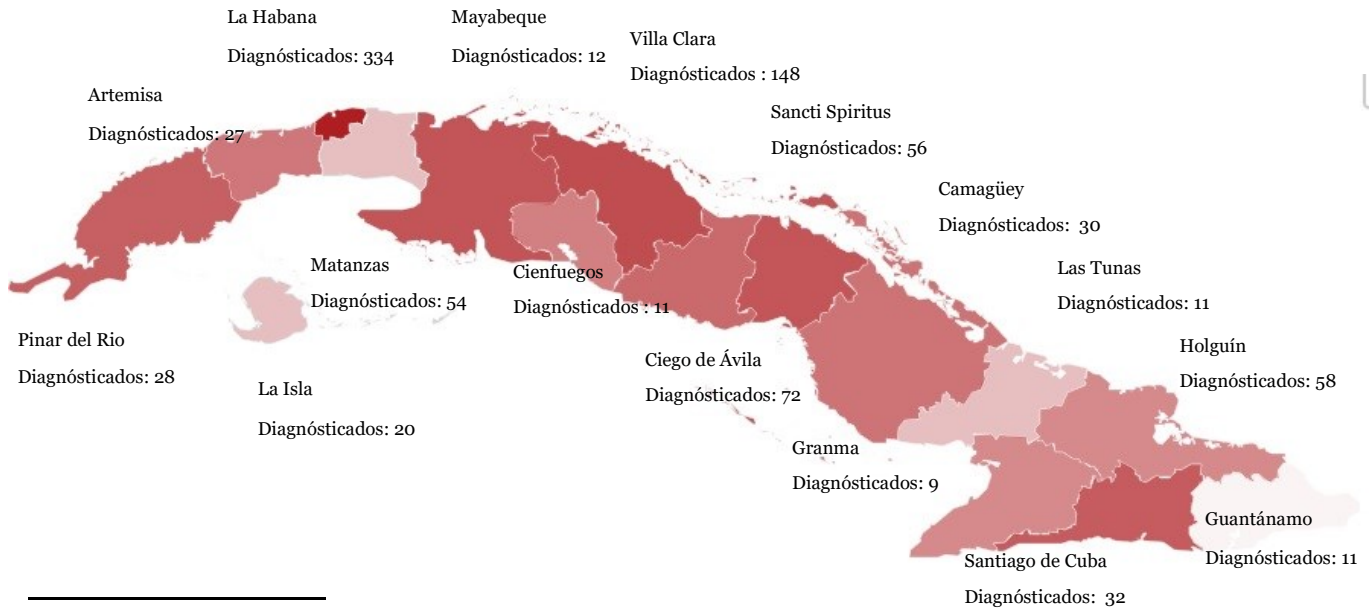 La Habana
Diagnósticados: 334
Mayabeque
Diagnósticados: 12
Villa Clara
Diagnósticados : 148
Artemisa
Diagnósticados: 27
Sancti Spiritus
Diagnósticados: 56
Camagüey
Diagnósticados: 30
Matanzas
Diagnósticados: 54
Cienfuegos
Diagnósticados : 11
Las Tunas
Diagnósticados: 11
Pinar del Rio
Diagnósticados: 28
La Isla
Diagnósticados: 20
Ciego de Ávila
Diagnósticados: 72
Holguín
Diagnósticados: 58
Granma
Diagnósticados: 9
Guantánamo
Diagnósticados: 11
Santiago de Cuba
Diagnósticados: 32